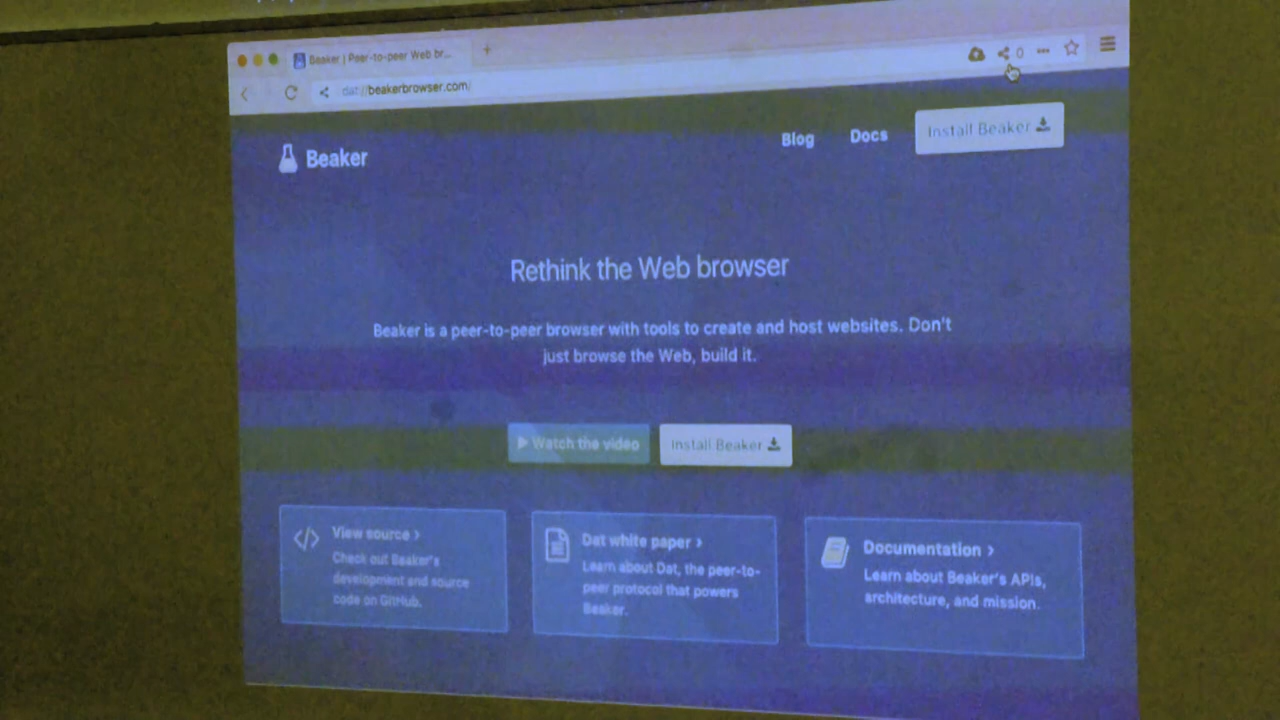 Beaker | Peer-to-peer Web br...
0
dat://beakerbrowser.com/
Beaker
Blog
Docs
Install Beaker
Rethink the Web browser
Beaker is a peer-to-peer browser with tools to create and host websites. Don't
just browse the Web, build it.
Watch the video
Install Beaker
View source ›
Check out Beaker's
development and source
code on GitHub.
Dat white paper ›
Learn about Dat, the peer-to-
peer protocol that powers
Beaker.
Documentation ›
Learn about Beaker's APIs,
architecture, and mission.